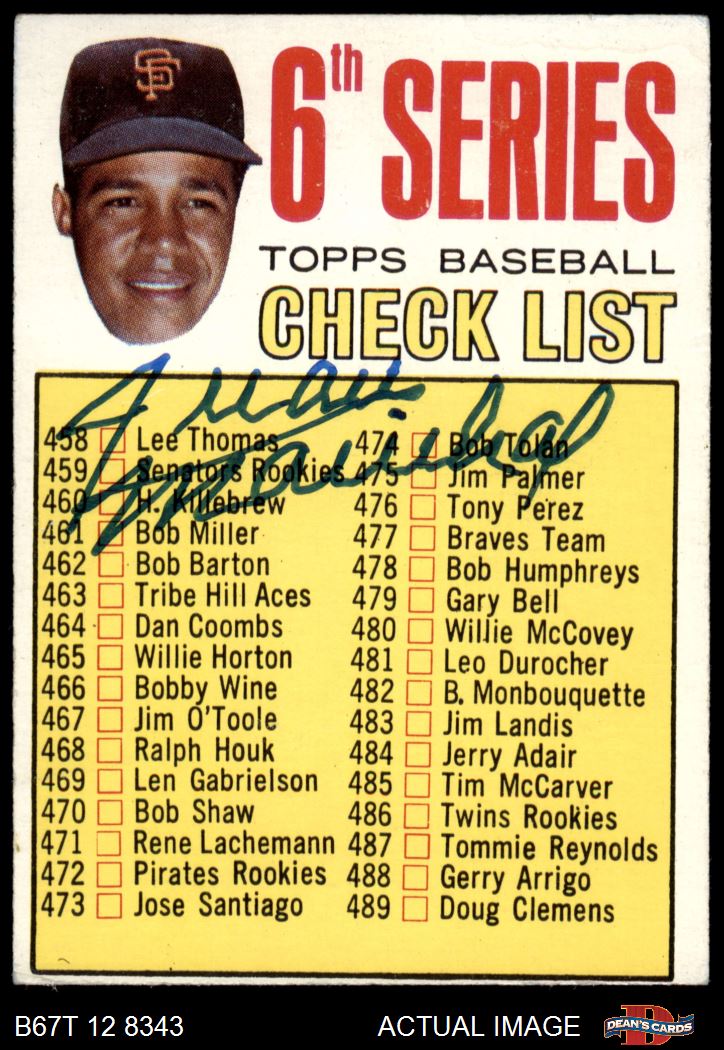 SF
6th SERIES
TOPPS BASEBALL
CHECK LIST
Juan
Marichal
458 Lee Thomas
459 Senators Rookies
460 H. Killebrew
461 Bob Miller
462 Bob Barton
463 Tribe Hill Aces
464 Dan Coombs
465 Willie Horton
466 Bobby Wine
467 Jim O'Toole
468 Ralph Houk
469 Len Gabrielson
470 Bob Shaw
471 Rene Lachemann
472 Pirates Rookies
473 Jose Santiago
474 Bob Tolan
475 Jim Palmer
476 Tony Perez
477 Braves Team
478 Bob Humphreys
479 Gary Bell
480 Willie McCovey
481 Leo Durocher
482 B. Monbouquette
483 Jim Landis
484 Jerry Adair
485 Tim McCarver
486 Twins Rookies
487 Tommie Reynolds
488 Gerry Arrigo
489 Doug Clemens
B67T 12 8343
ACTUAL IMAGE
D
DEAN'S CARDS